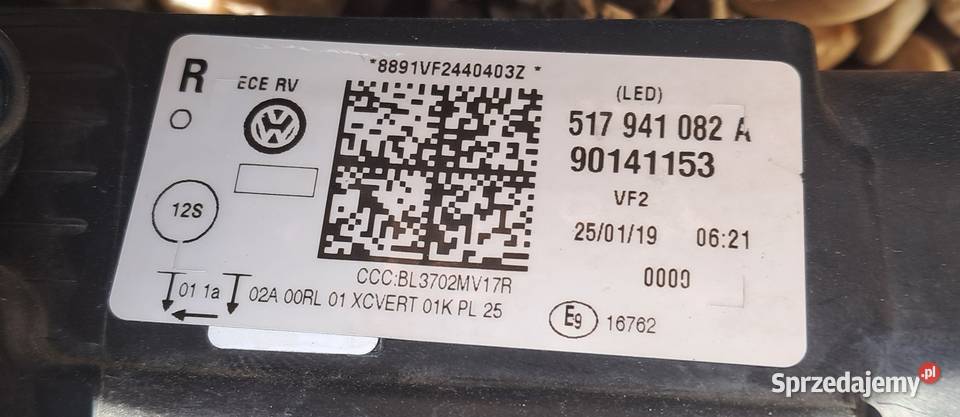 *8891VF2440403Z *
R
ECE RV
(LED)
517 941 082 A
90141153
VF2
12S
25/01/19 06:21
0000
CCC:BL3702MV17R
01 1a 02A 00RL 01 XCVERT 01K PL 25
E9 16762
Sprzedajemy.pl